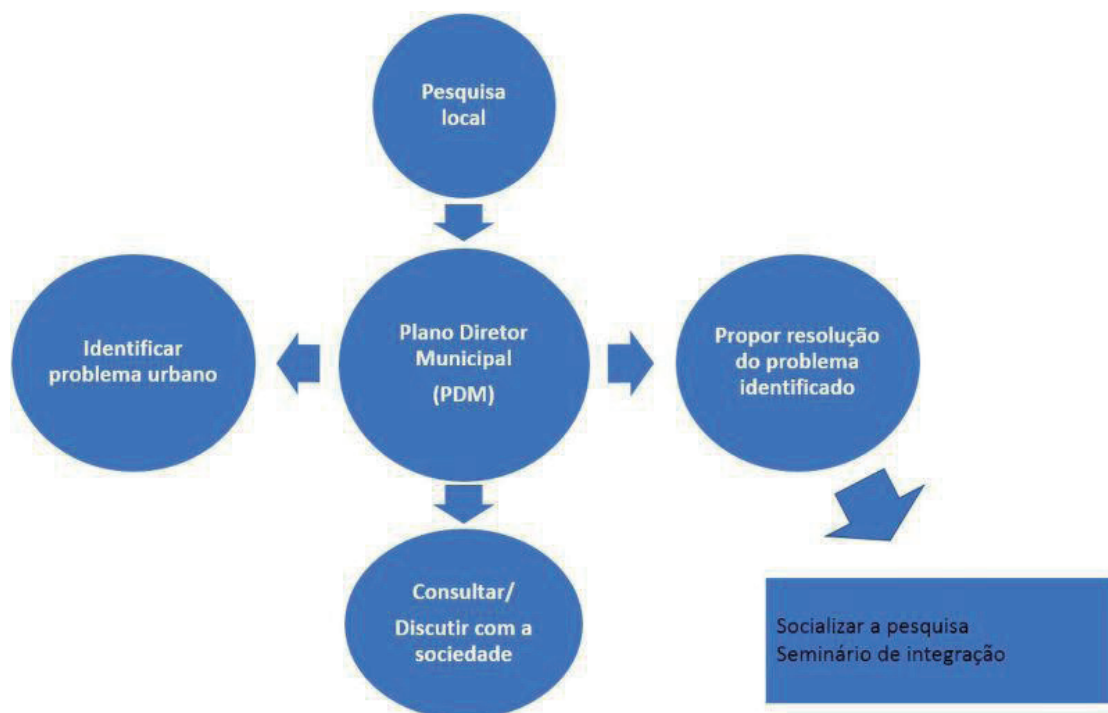 Pesquisa
local
Identificar
problema urbano
Plano Diretor
Municipal
(PDM)
Propor resolução
do problema
identificado
Consultar/
Discutir com a
sociedade
Socializar a pesquisa
Seminário de integração